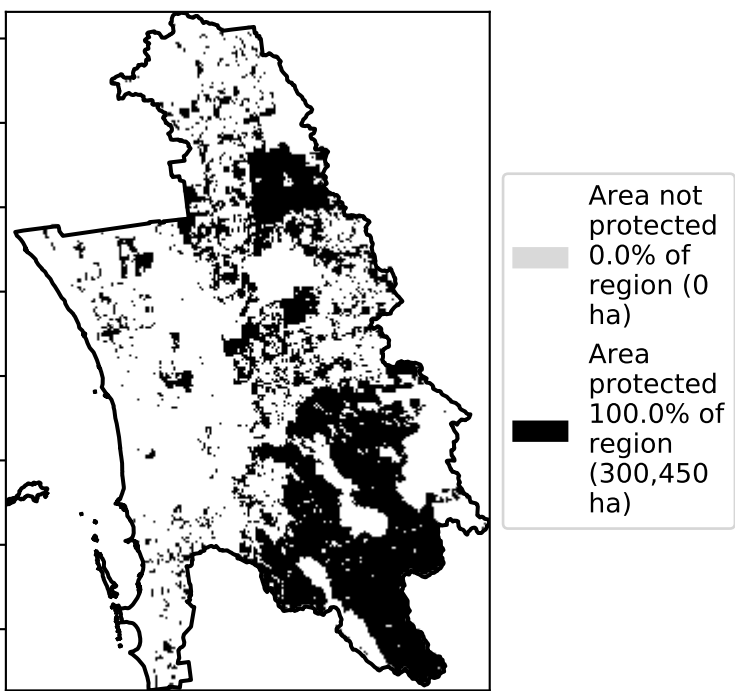 Area not
protected
0.0% of
region (0
ha)
Area
protected
100.0% of
region
(300,450
ha)